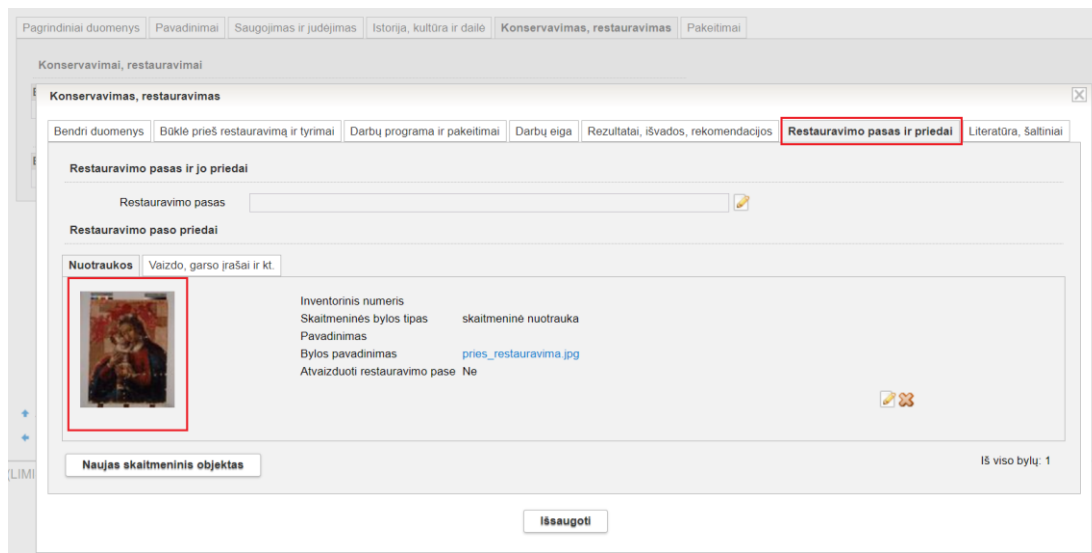 Pagrindiniai duomenys Pavadinimai Saugojimas ir judėjimas Istorija, kultūra ir dailė Konservavimas, restauravimas Pakeitimai
Konservavimai, restauravimai
Konservavimas, restauravimas
Bendri duomenys Būklė prieš restauravimą ir tyrimai Darbų programa ir pakeitimai Darbų eiga Rezultatai, išvados, rekomendacijos Restauravimo pasas ir priedai Literatūra, šaltiniai
Restauravimo pasas ir jo priedai
Restauravimo pasas
Restauravimo paso priedai
Nuotraukos Vaizdo, garso įrašai ir kt.
Inventorinis numeris
Skaitmeninės bylos tipas skaitmeninė nuotrauka
Pavadinimas
Bylos pavadinimas pries_restauravima.jpg
Atvaizduoti restauravimo pase Ne
Naujas skaitmeninis objektas Iš viso bylų: 1
(LIMI
Išsaugoti